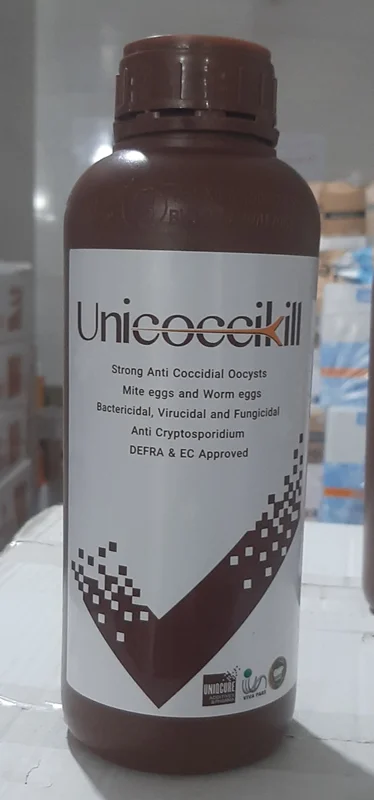 Unicoccikill
Strong Anti Coccidial Oocysts
Mite eggs and Worm eggs
Bactericidal, Virucidal and Fungicidal
Anti Cryptosporidium
DEFRA & EC Approved
UNIQCURE